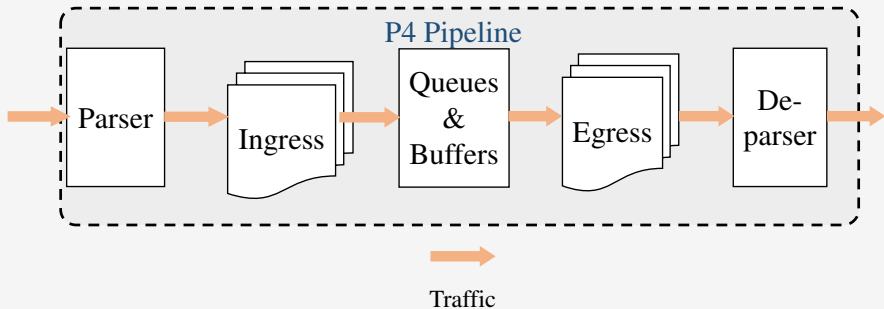 P4 Pipeline
Parser
Ingress
Queues
&
Buffers
Egress
De-
parser
Traffic